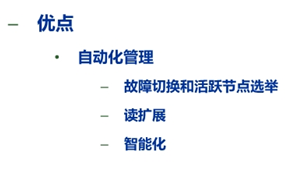 – 优点
• 自动化管理
– 故障切换和活跃节点选举
– 读扩展
– 智能化